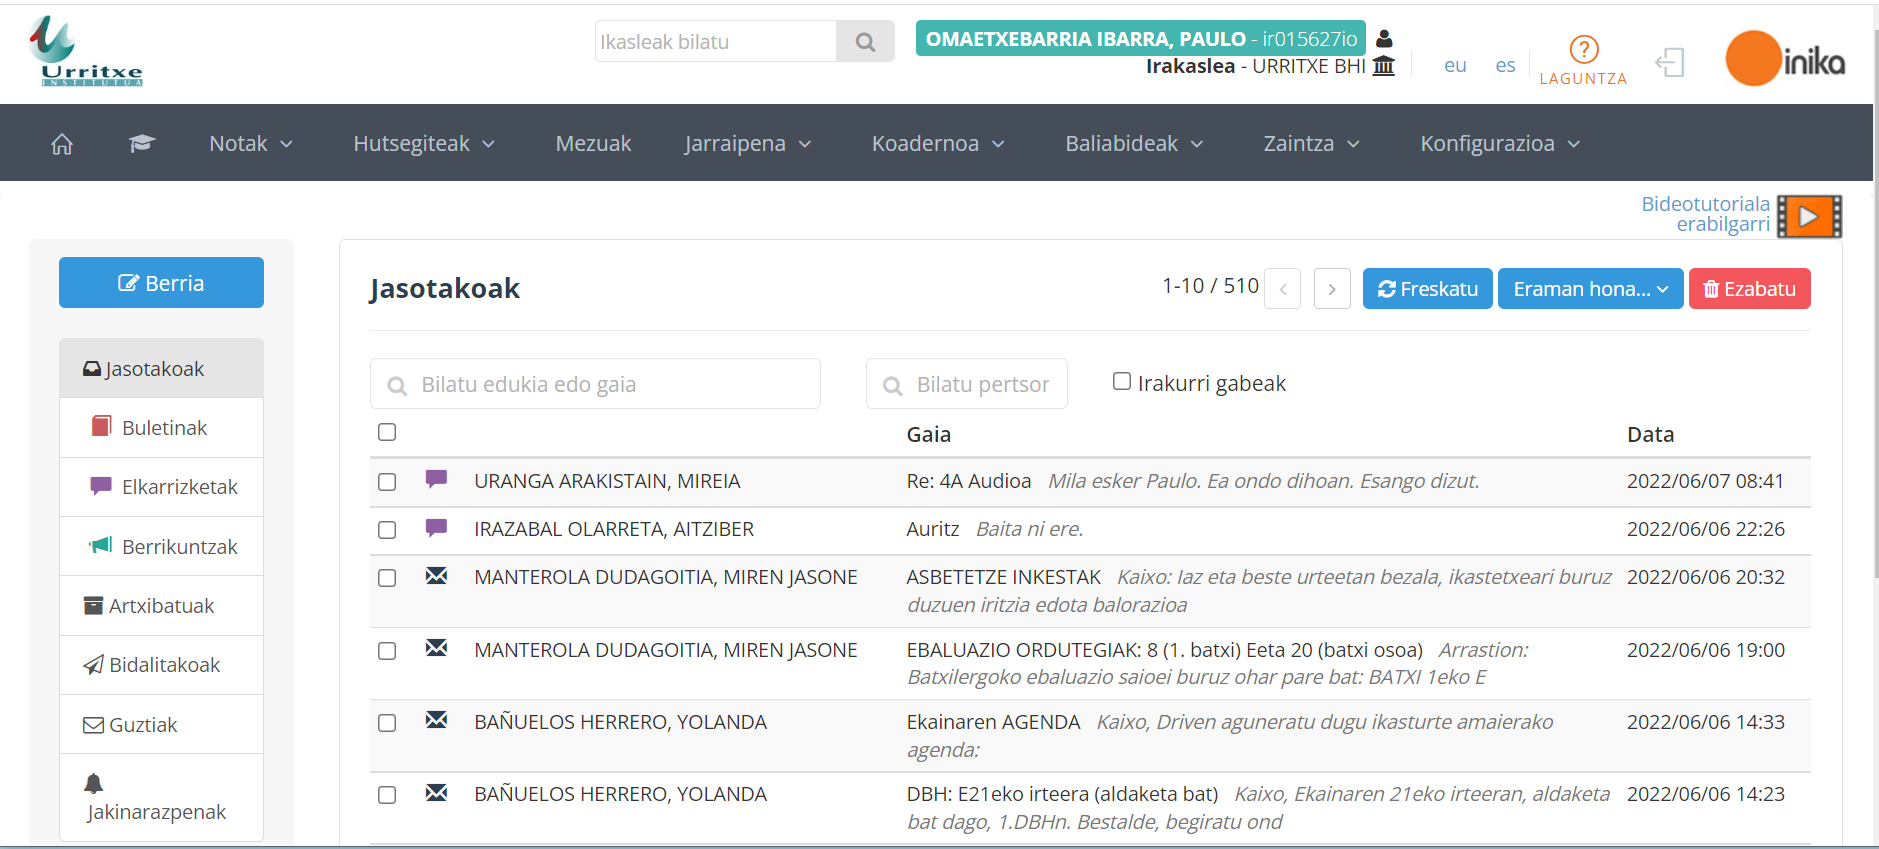 Urritxe
INSTITUTUA
Ikasleak bilatu
OMAETXEBARRIA IBARRA, PAULO - ir015627io
Irakaslea - URRITXE BHI
eu es
LAGUNTZA
inika
Notak Hutsegiteak Mezuak Jarraipena Koadernoa Baliabideak Zaintza Konfigurazioa
Bideotutoriala
erabilgarri
Berria
Jasotakoak
Buletinak
Elkarrizketak
Berrikuntzak
Artxibatuak
Bidalitakoak
Guztiak
Jakinarazpenak
Jasotakoak
1-10 / 510 < > Freskatu Eraman hona... Ezabatu
Bilatu edukia edo gaia Bilatu pertsor Irakurri gabeak
Gaia Data
URANGA ARAKISTAIN, MIREIA Re: 4A Audioa Mila esker Paulo. Ea ondo dihoan. Esango dizut. 2022/06/07 08:41
IRAZABAL OLARRETA, AITZIBER Auritz Baita ni ere. 2022/06/06 22:26
MANTEROLA DUDAGOITIA, MIREN JASONE ASBETETZE INKESTAK Kaixo: Iaz eta beste urteetan bezala, ikastetxeari buruz 2022/06/06 20:32
duzuen iritzia edota balorazioa
MANTEROLA DUDAGOITIA, MIREN JASONE EBALUAZIO ORDUTEGIAK: 8 (1. batxi) Eeta 20 (batxi osoa) Arrastion: 2022/06/06 19:00
Batxilergoko ebaluazio saioei buruz ohar pare bat: BATXI 1eko E
BAÑUELOS HERRERO, YOLANDA Ekainaren AGENDA Kaixo, Driven aguneratu dugu ikasturte amaierako 2022/06/06 14:33
agenda:
BAÑUELOS HERRERO, YOLANDA DBH: E21eko irteera (aldaketa bat) Kaixo, Ekainaren 21eko irteeran, aldaketa 2022/06/06 14:23
bat dago, 1.DBHn. Bestalde, begiratu ond